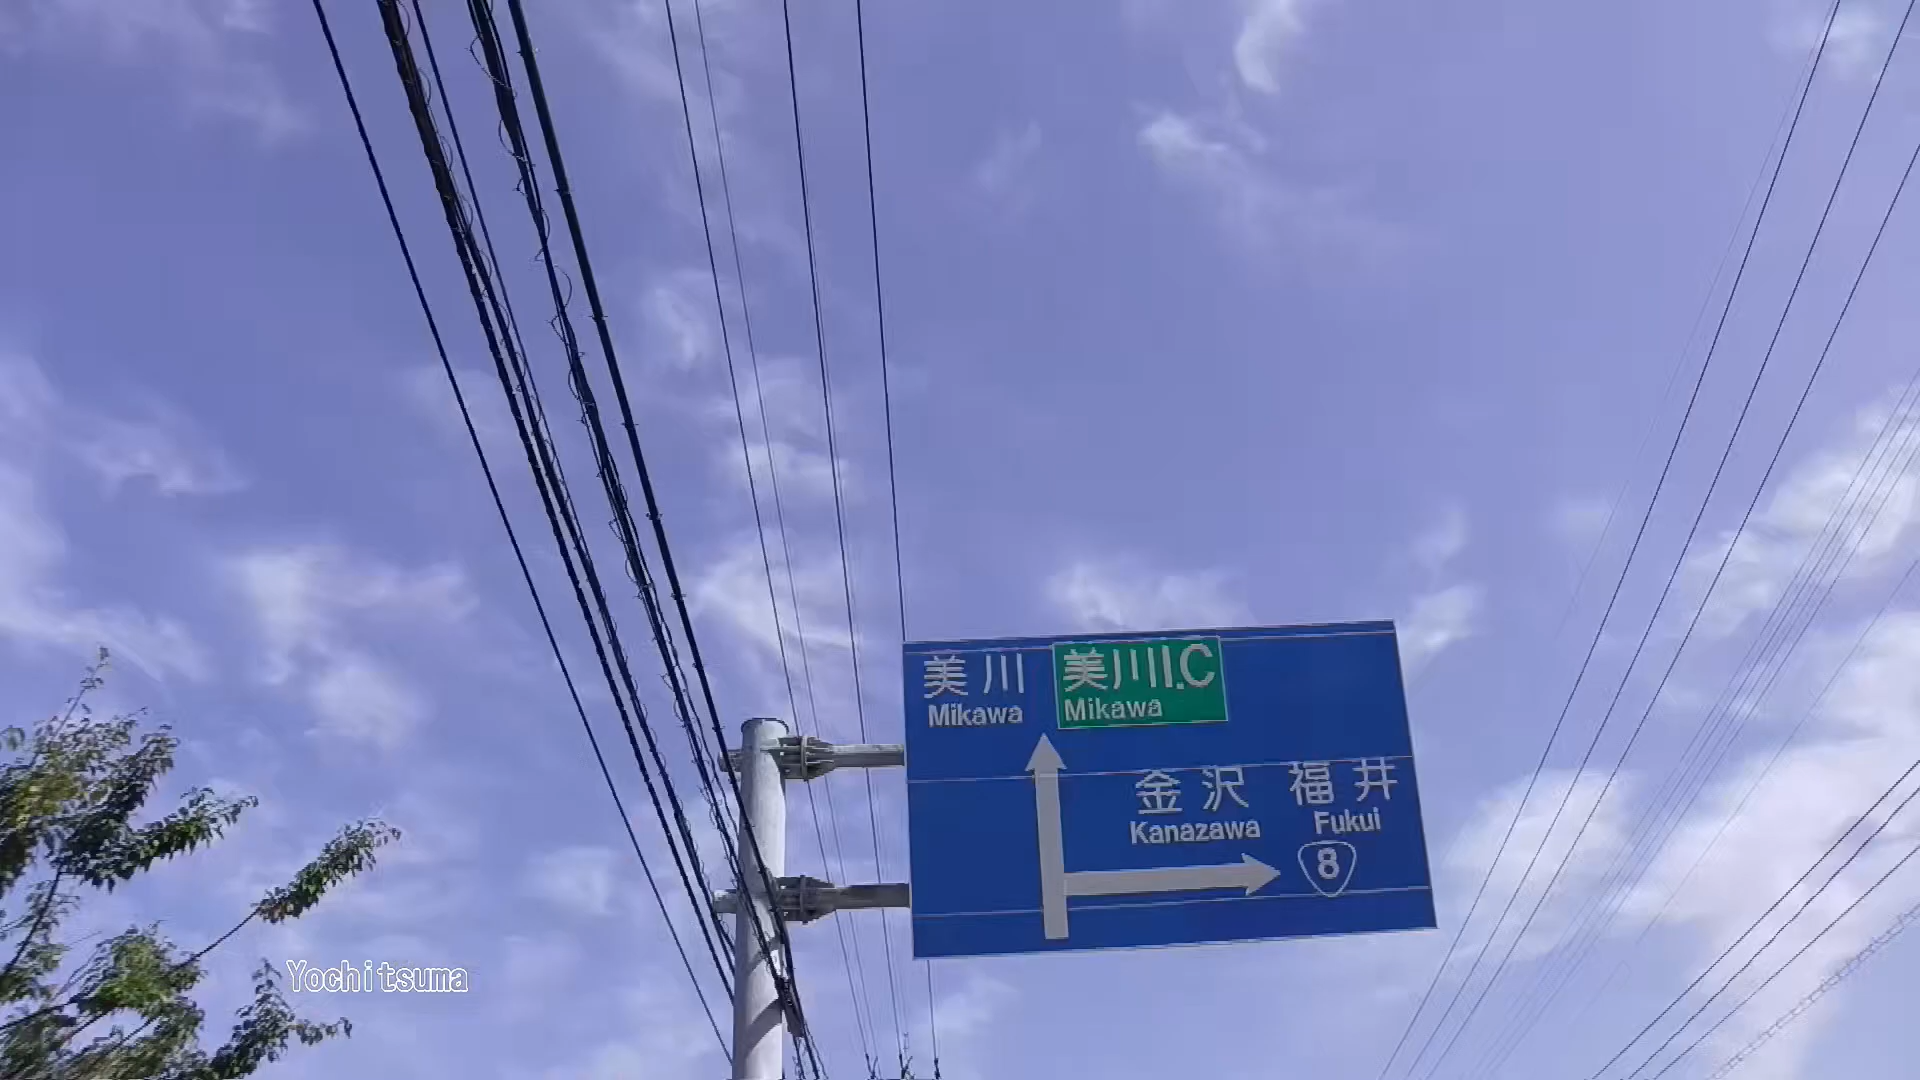 美川 美川I.C
Mikawa Mikawa
金沢 福井
Kanazawa Fukui
8
Yochitsuma